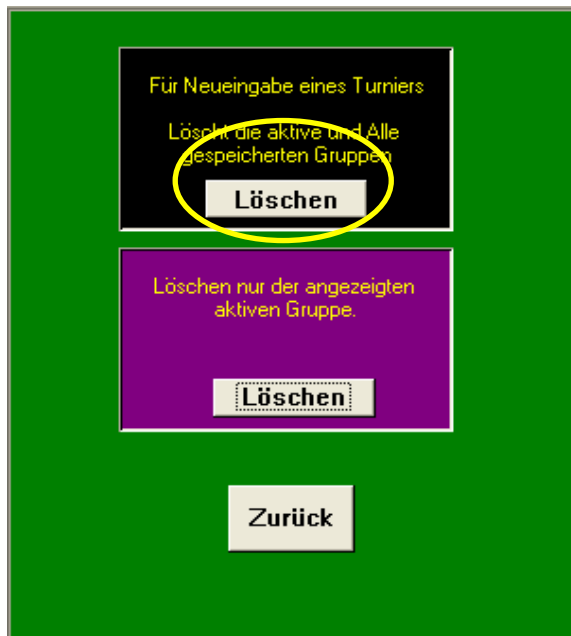 Für Neueingabe eines Turniers
Löscht die aktive und Alle
gespeicherten Gruppen
Löschen
Löschen nur der angezeigten
aktiven Gruppe.
Löschen
Zurück